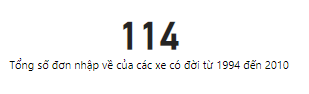 114
Tổng số đơn nhập về của các xe có đời từ 1994 đến 2010